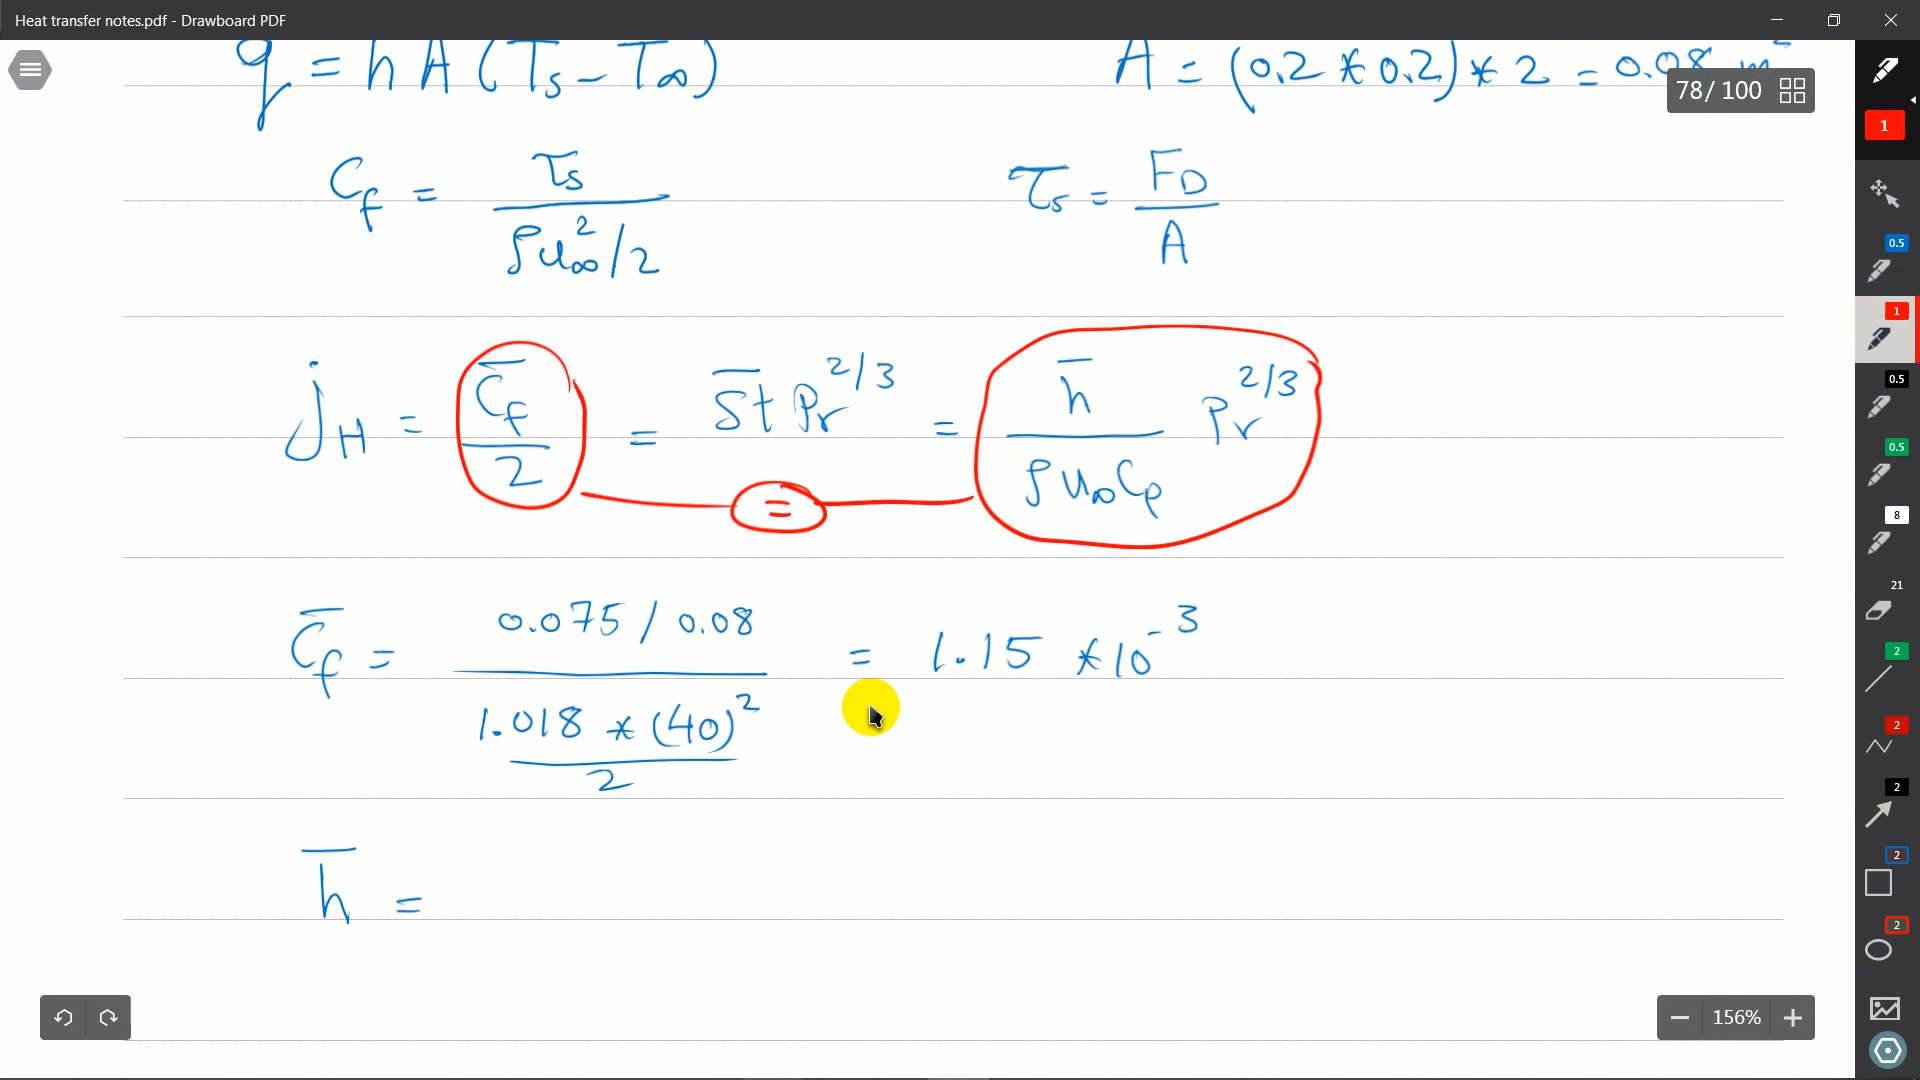 Heat transfer notes.pdf - Drawboard PDF
q = h A (Ts - T∞)
A = (0.2 * 0.2) * 2 = 0.08 m²
78/ 100
1
Cf = τs / (ρu∞²/2)
τs = FD / A
jH = C̅f / 2 = S̅t Pr^2/3 = h̅ / (ρ u∞ Cp) Pr^2/3
=
C̅f = (0.075 / 0.08) / (1.018 * (40)² / 2) = 1.15 * 10^-3
h̅ =
0.5
1
0.5
0.5
8
21
2
2
2
2
2
156%